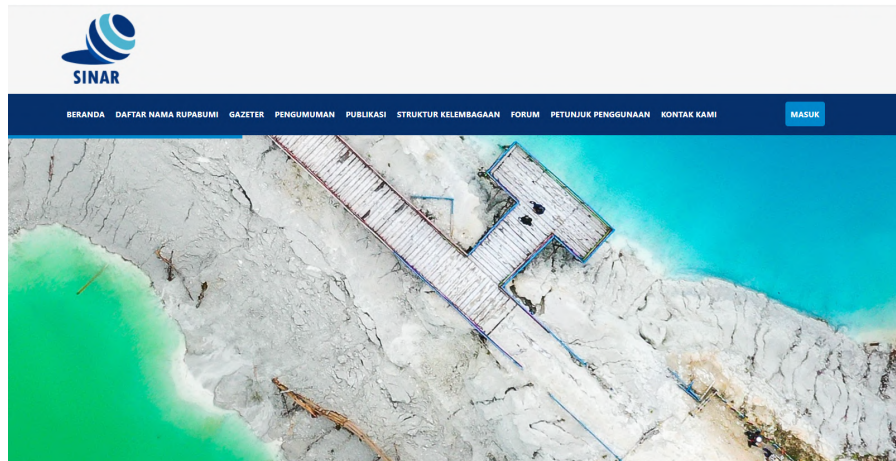 SINAR
BERANDA DAFTAR NAMA RUPABUMI GAZETER PENGUMUMAN PUBLIKASI STRUKTUR KELEMBAGAAN FORUM PETUNJUK PENGGUNAAN KONTAK KAMI MASUK